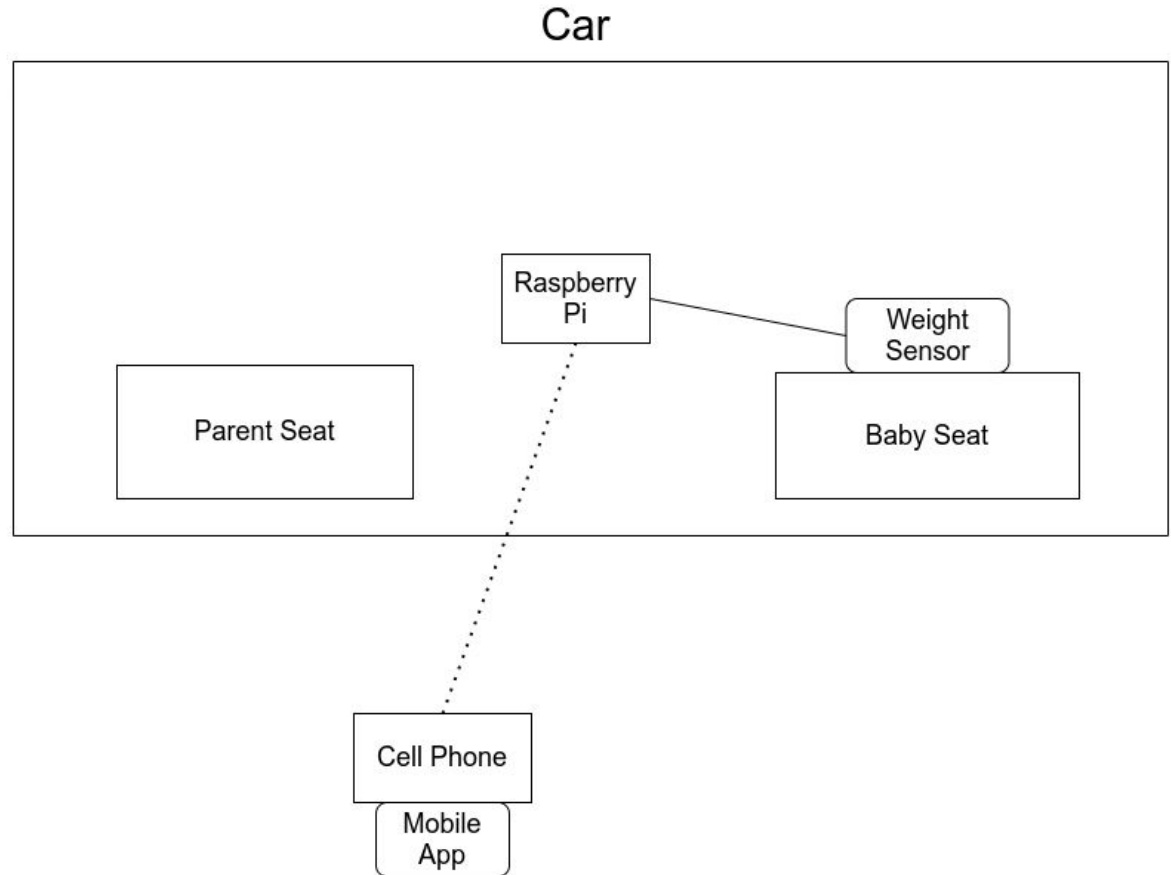 Car
Raspberry
Pi
Weight
Sensor
Parent Seat
Baby Seat
Cell Phone
Mobile
App